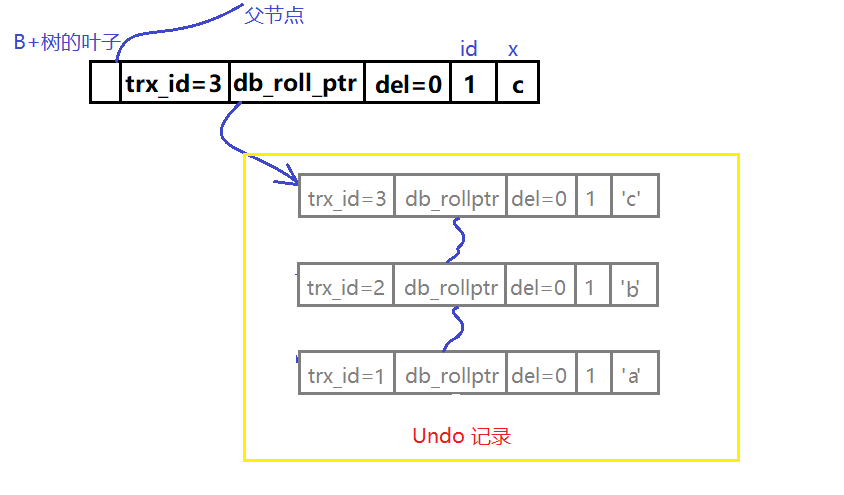 父节点
B+树的叶子
id x
trx_id=3 db_roll_ptr del=0 1 c
trx_id=3 db_rollptr del=0 1 'c'
trx_id=2 db_rollptr del=0 1 'b'
trx_id=1 db_rollptr del=0 1 'a'
Undo 记录